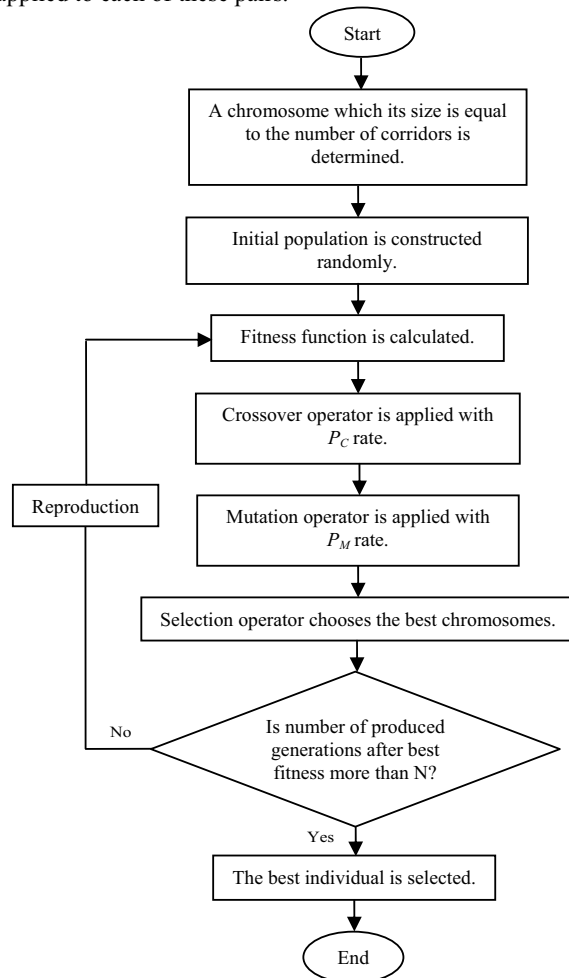 applied to each of these pairs.
Start
A chromosome which its size is equal
to the number of corridors is
determined.
Initial population is constructed
randomly.
Fitness function is calculated.
Crossover operator is applied with
P_C rate.
Reproduction
Mutation operator is applied with
P_M rate.
Selection operator chooses the best chromosomes.
No
Is number of produced
generations after best
fitness more than N?
Yes
The best individual is selected.
End